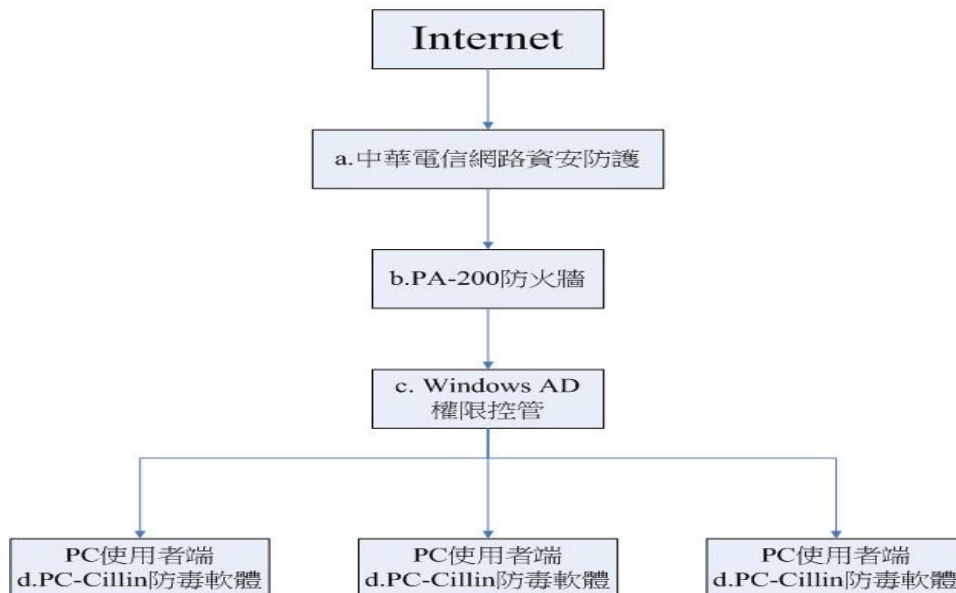 Internet
a.中華電信網路資安防護
b.PA-200防火牆
c. Windows AD
權限控管
PC使用者端
d.PC-Cillin防毒軟體
PC使用者端
d.PC-Cillin防毒軟體
PC使用者端
d.PC-Cillin防毒軟體